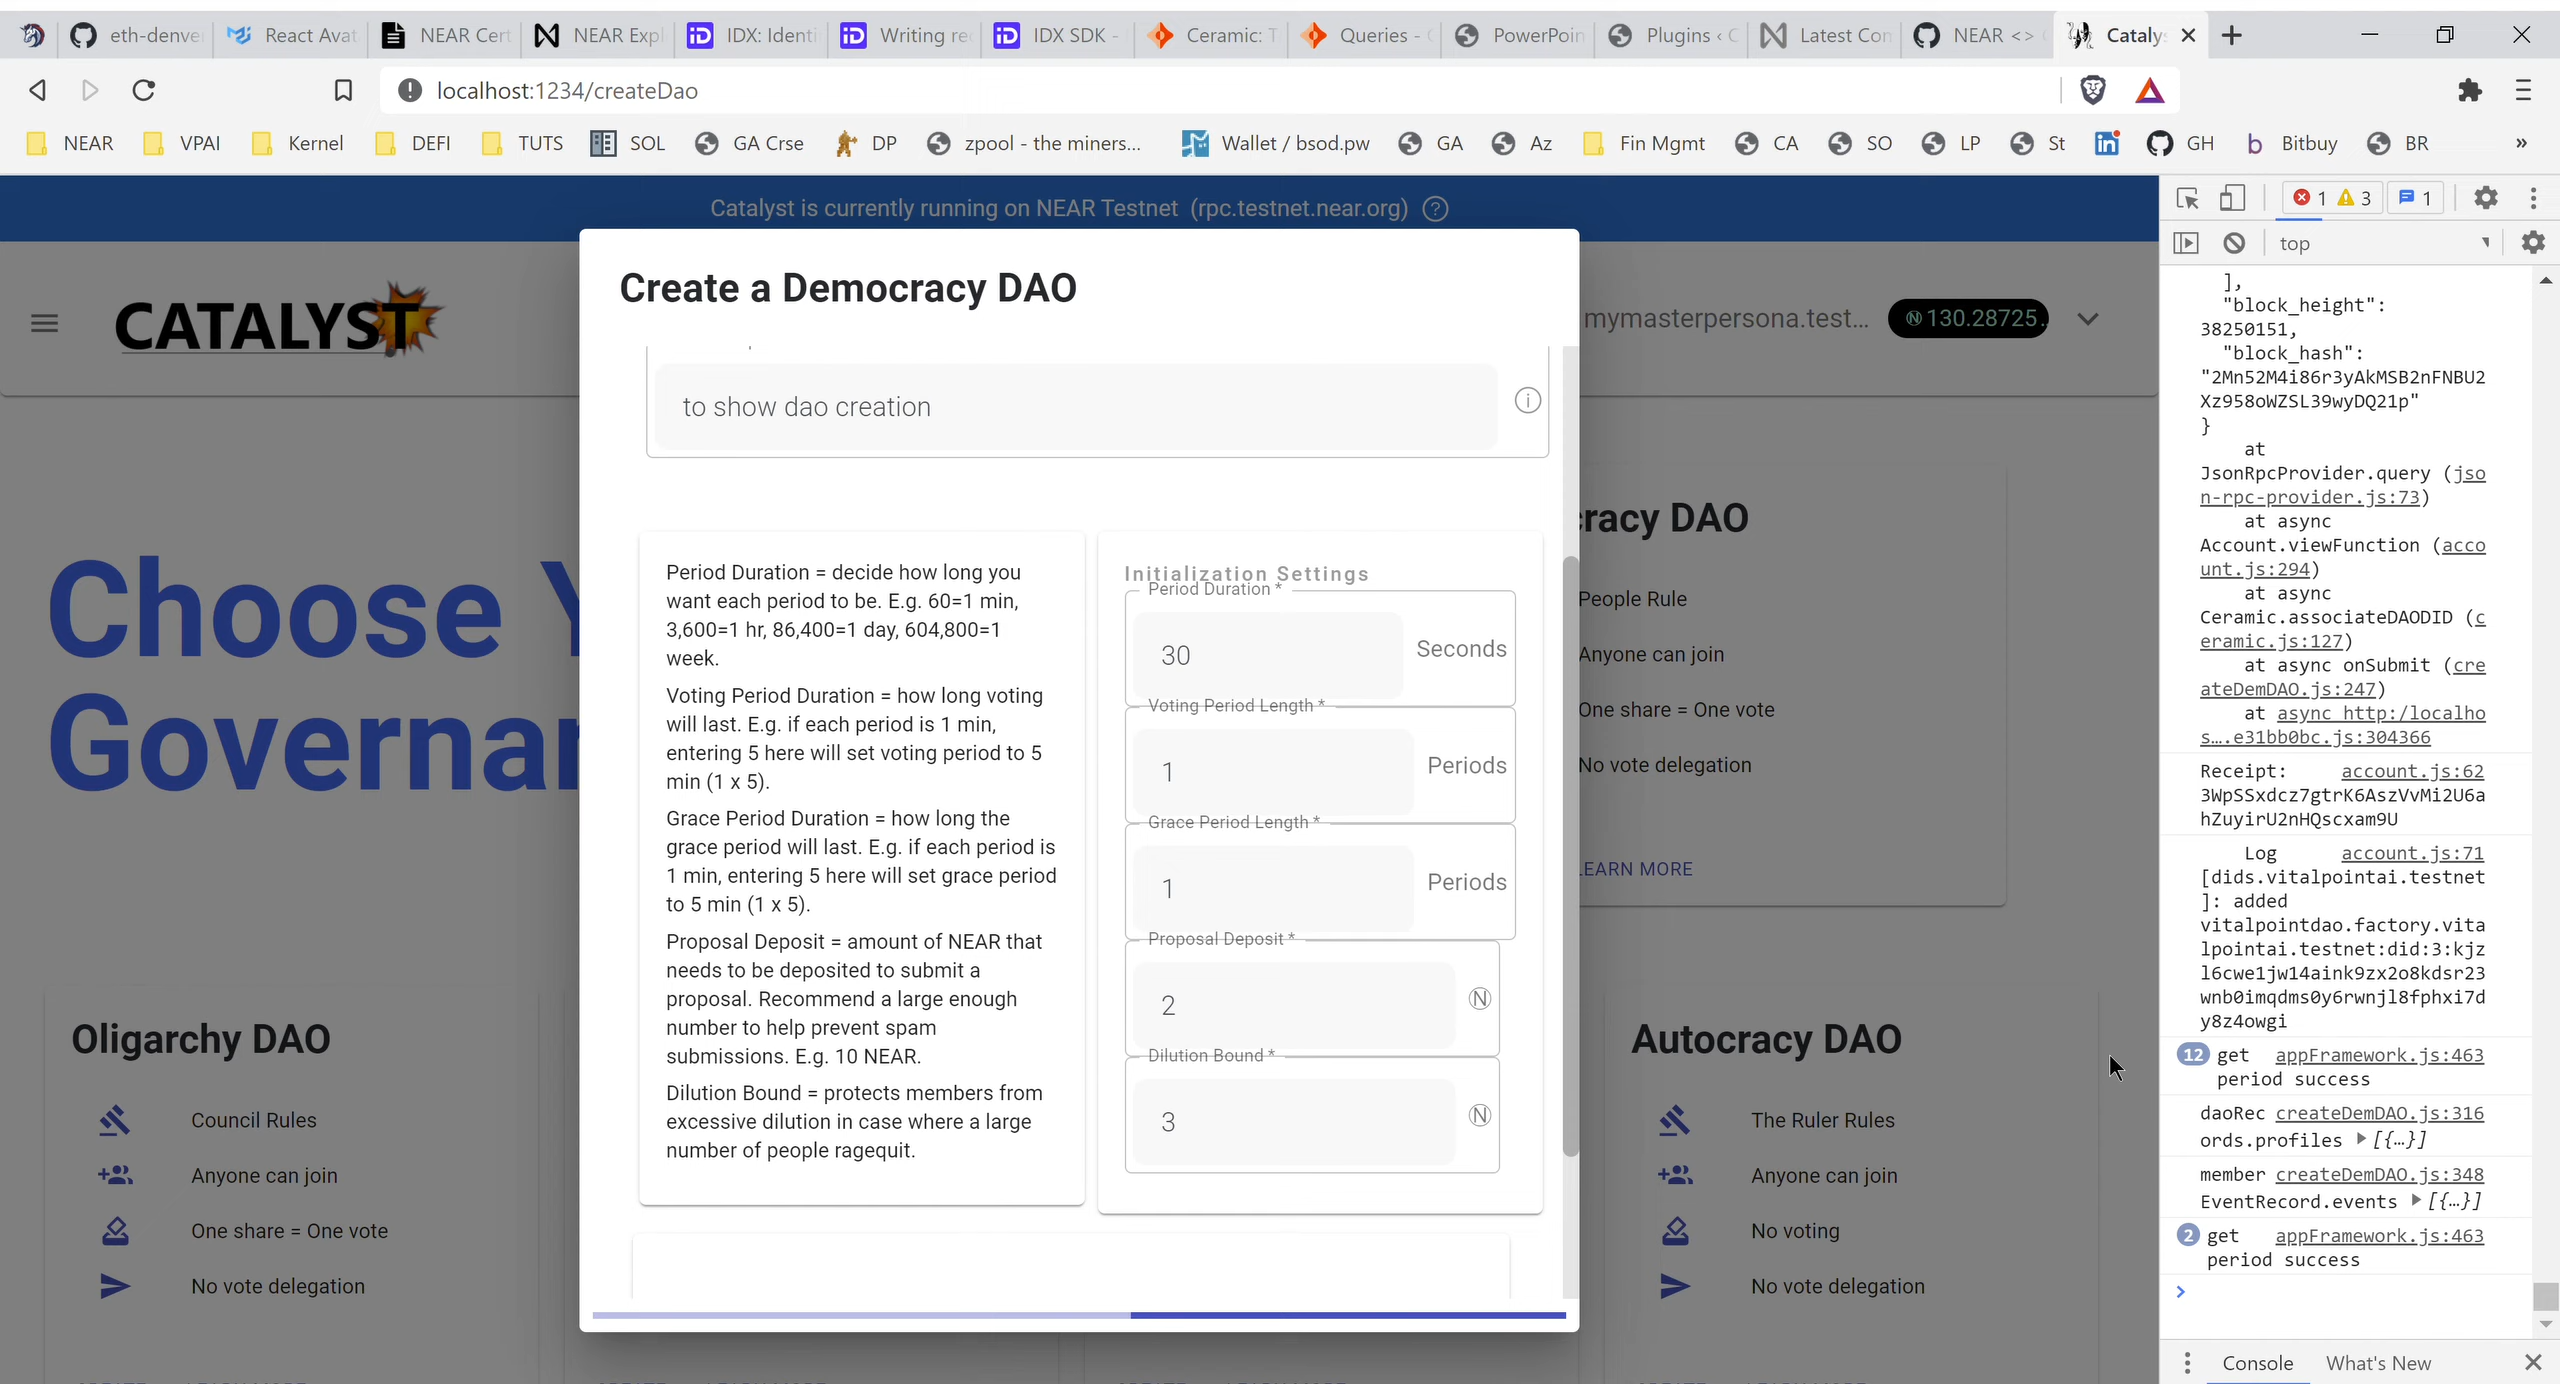 eth-denve
React Avat
NEAR Cert
NEAR Expl
IDX: Identi
Writing re
IDX SDK -
Ceramic: T
Queries -
PowerPoin
Plugins ‹ C
Latest Con
NEAR <>
Cataly
localhost:1234/createDao
NEAR
VPAI
Kernel
DEFI
TUTS
SOL
GA Crse
DP
zpool - the miners...
Wallet / bsod.pw
GA
Az
Fin Mgmt
CA
SO
LP
St
GH
Bitbuy
BR
»
Catalyst is currently running on NEAR Testnet (rpc.testnet.near.org)
CATALYST
mymasterpersona.test...
130.28725..
Choose Y
Governan
Create a Democracy DAO
to show dao creation
Period Duration = decide how long you
want each period to be. E.g. 60=1 min,
3,600=1 hr, 86,400=1 day, 604,800=1
week.
Voting Period Duration = how long voting
will last. E.g. if each period is 1 min,
entering 5 here will set voting period to 5
min (1 x 5).
Grace Period Duration = how long the
grace period will last. E.g. if each period is
1 min, entering 5 here will set grace period
to 5 min (1 x 5).
Proposal Deposit = amount of NEAR that
needs to be deposited to submit a
proposal. Recommend a large enough
number to help prevent spam
submissions. E.g. 10 NEAR.
Dilution Bound = protects members from
excessive dilution in case where a large
number of people ragequit.
Initialization Settings
Period Duration *
30 Seconds
Voting Period Length *
1 Periods
Grace Period Length *
1 Periods
Proposal Deposit *
2 Ⓝ
Dilution Bound *
3 Ⓝ
racy DAO
People Rule
Anyone can join
One share = One vote
No vote delegation
LEARN MORE
Oligarchy DAO
Council Rules
Anyone can join
One share = One vote
No vote delegation
Autocracy DAO
The Ruler Rules
Anyone can join
No voting
No vote delegation
1 3 1
top
],
"block_height":
38250151,
"block_hash":
"2Mn52M4i86r3yAkMSB2nFNBU2
Xz958oWZSL39wyDQ21p"
}
at
JsonRpcProvider.query (jso
n-rpc-provider.js:73)
at async
Account.viewFunction (acco
unt.js:294)
at async
Ceramic.associateDAODID (c
eramic.js:127)
at async onSubmit (cre
ateDemDAO.js:247)
at async http:/localho
s….e31bb0bc.js:304366
Receipt: account.js:62
3WpSSxdcz7gtrK6AszVvMi2U6a
hZuyirU2nHQscxam9U
Log account.js:71
[dids.vitalpointai.testnet
]: added
vitalpointdao.factory.vita
lpointai.testnet:did:3:kjz
l6cwe1jw14aink9zx2o8kdsr23
wnb0imqdms0y6rwnjl8fphxi7d
y8z4owgi
12 get appFramework.js:463
period success
daoRec createDemDAO.js:316
ords.profiles ▶[{…}]
member createDemDAO.js:348
EventRecord.events ▶[{…}]
2 get appFramework.js:463
period success
Console
What's New